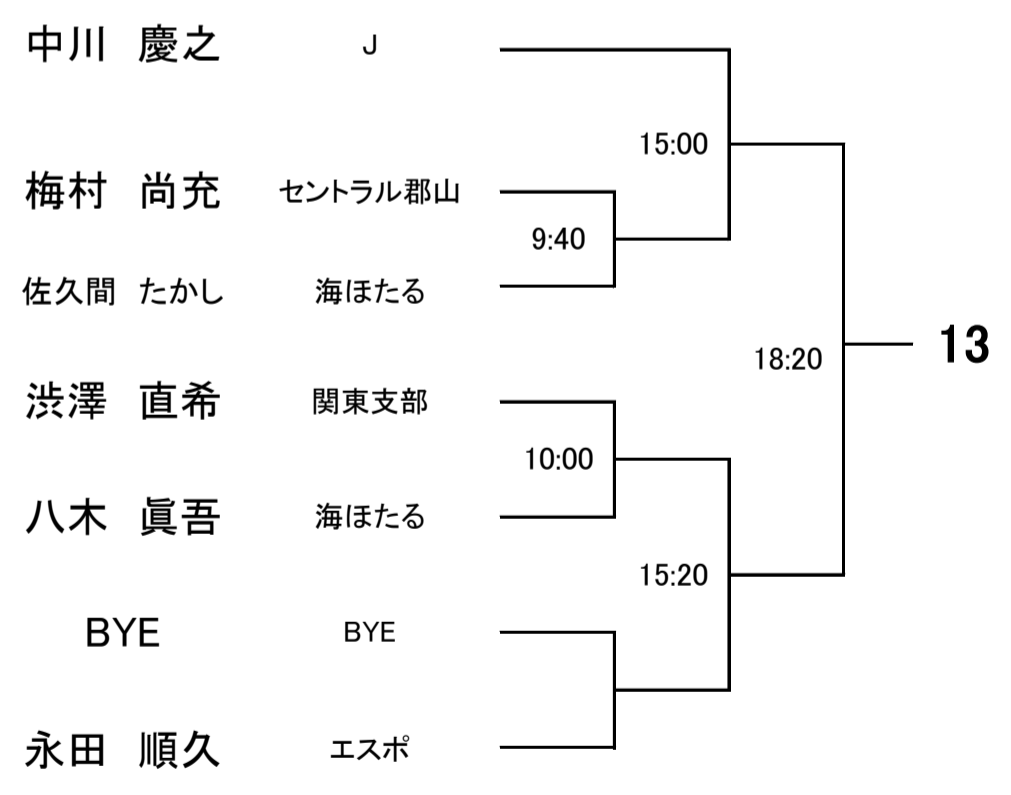 中川　慶之　J
15:00
梅村　尚充　セントラル郡山
9:40
佐久間　たかし　海ほたる
13
18:20
渋澤　直希　関東支部
10:00
八木　眞吾　海ほたる
15:20
BYE　BYE
永田　順久　エスポ